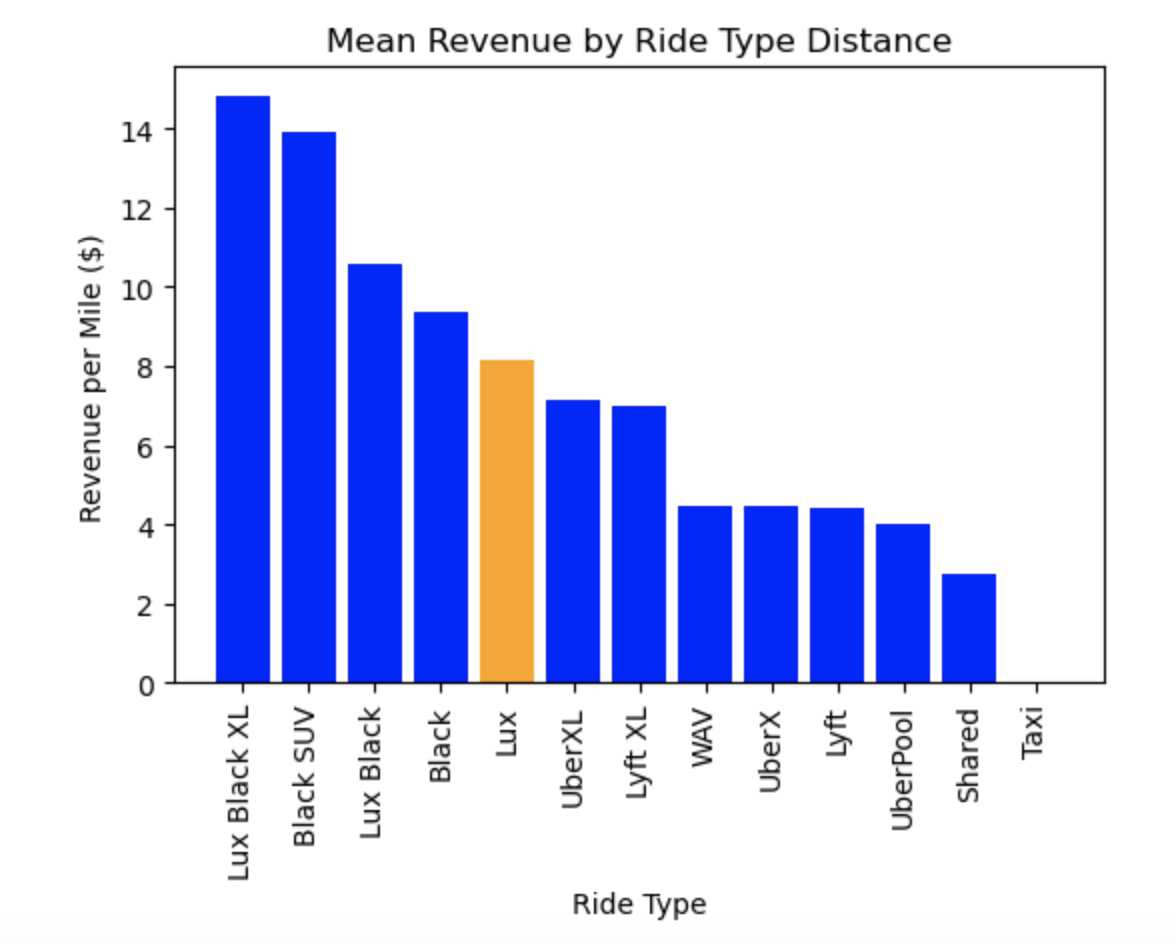 Mean Revenue by Ride Type Distance
Revenue per Mile ($)
14
12
10
8
6
4
2
0
Lux Black XL
Black SUV
Lux Black
Black
Lux
UberXL
Lyft XL
WAV
UberX
Lyft
UberPool
Shared
Taxi
Ride Type